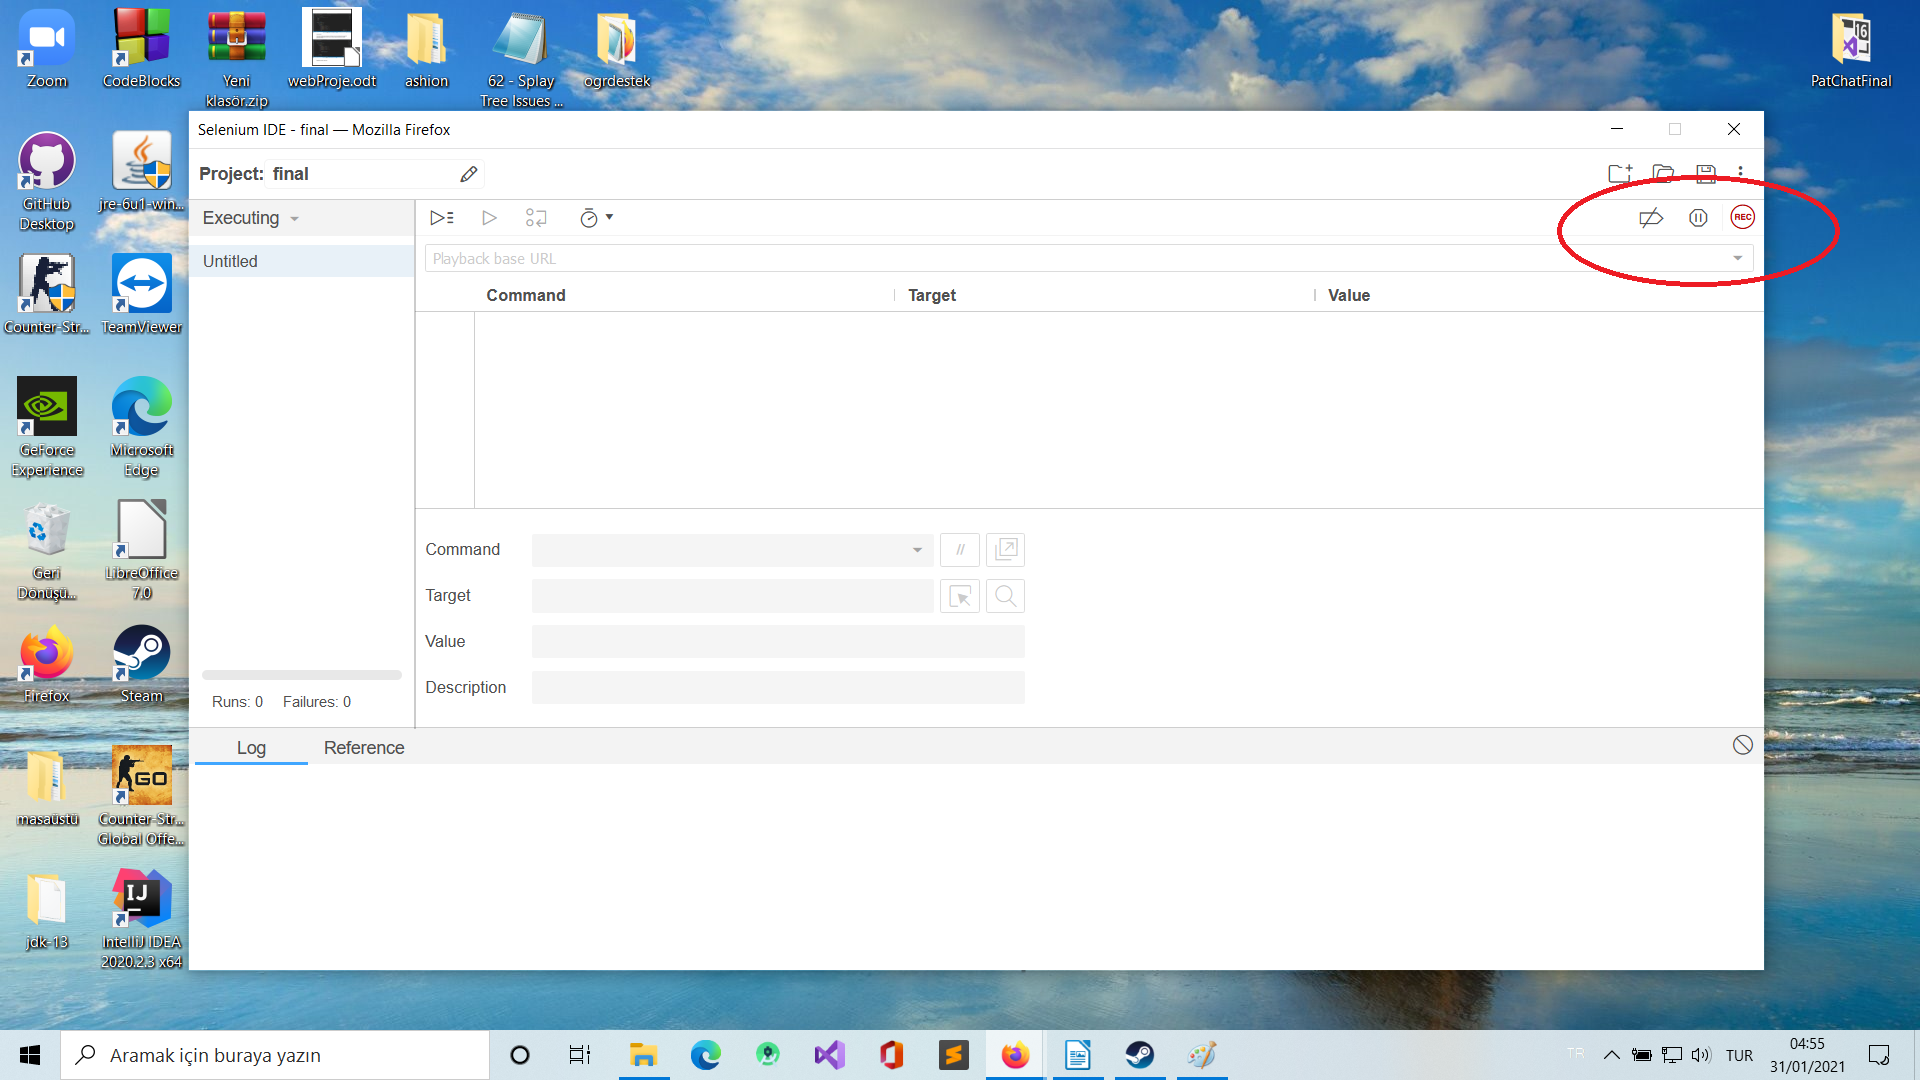 Zoom
CodeBlocks
Yeni
klasör.zip
webProje.odt
ashion
62 - Splay
Tree Issues ...
ogrdestek
PatChatFinal
GitHub
Desktop
jre-6u1-win...
Counter-Str...
TeamViewer
GeForce
Experience
Microsoft
Edge
Geri
Dönüşü...
LibreOffice
7.0
Firefox
Steam
masaüstü
GO
Counter-Str...
Global Offe...
jdk-13
IJ
IntelliJ IDEA
2020.2.3 x64
Selenium IDE - final — Mozilla Firefox
Project: final
Executing
REC
Untitled
Playback base URL
Command Target Value
Command
//
Target
Value
Description
Runs: 0 Failures: 0
Log Reference
Aramak için buraya yazın
TR
TUR
04:55
31/01/2021